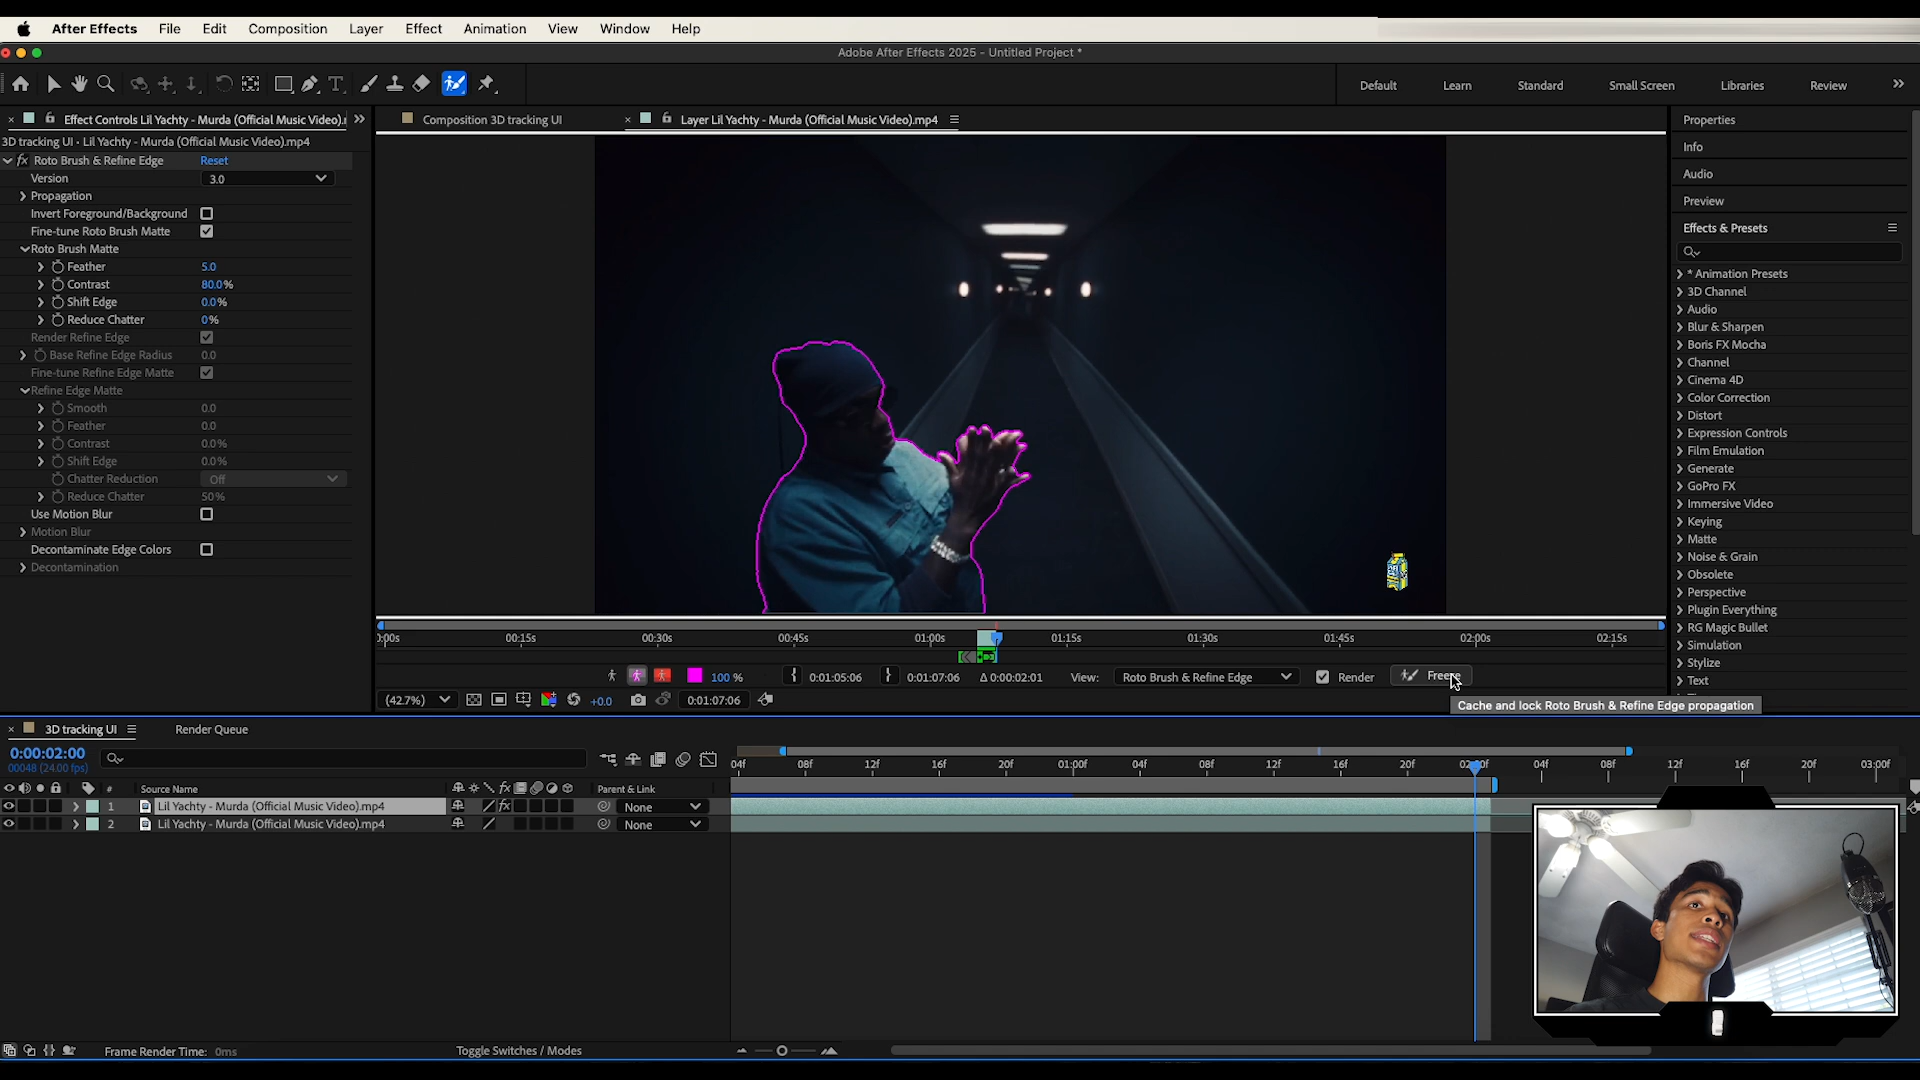 After Effects File Edit Composition Layer Effect Animation View Window Help
Adobe After Effects 2025 - Untitled Project *
Default Learn Standard Small Screen Libraries Review
Effect Controls Lil Yachty - Murda (Official Music Video).
Composition 3D tracking UI
Layer Lil Yachty - Murda (Official Music Video).mp4
3D tracking UI • Lil Yachty - Murda (Official Music Video).mp4
fx Roto Brush & Refine Edge Reset
Version 3.0
Propagation
Invert Foreground/Background
Fine-tune Roto Brush Matte
Roto Brush Matte
Feather 5.0
Contrast 80.0%
Shift Edge 0.0%
Reduce Chatter 0%
Render Refine Edge
Base Refine Edge Radius 0.0
Fine-tune Refine Edge Matte
Refine Edge Matte
Smooth 0.0
Feather 0.0
Contrast 0.0%
Shift Edge 0.0%
Chatter Reduction Off
Reduce Chatter 50%
Use Motion Blur
Motion Blur
Decontaminate Edge Colors
Decontamination
Properties
Info
Audio
Preview
Effects & Presets
* Animation Presets
3D Channel
Audio
Blur & Sharpen
Boris FX Mocha
Channel
Cinema 4D
Color Correction
Distort
Expression Controls
Film Emulation
Generate
GoPro FX
Immersive Video
Keying
Matte
Noise & Grain
Obsolete
Perspective
Plugin Everything
RG Magic Bullet
Simulation
Stylize
Text
0:00s 00:15s 00:30s 00:45s 01:00s 01:15s 01:30s 01:45s 02:00s 02:15s
100 % 0:01:05:06 0:01:07:06 Δ 0:00:02:01 View: Roto Brush & Refine Edge Render Freeze
(42.7%) +0.0 0:01:07:06
Cache and lock Roto Brush & Refine Edge propagation
3D tracking UI Render Queue
0:00:02:00
00048 (24.00 fps)
04f 08f 12f 16f 20f 01:00f 04f 08f 12f 16f 20f 02:00f 04f 08f 12f 16f 20f 03:00f
# Source Name fx Parent & Link
1 Lil Yachty - Murda (Official Music Video).mp4 fx None
2 Lil Yachty - Murda (Official Music Video).mp4 None
Frame Render Time: 0ms
Toggle Switches / Modes